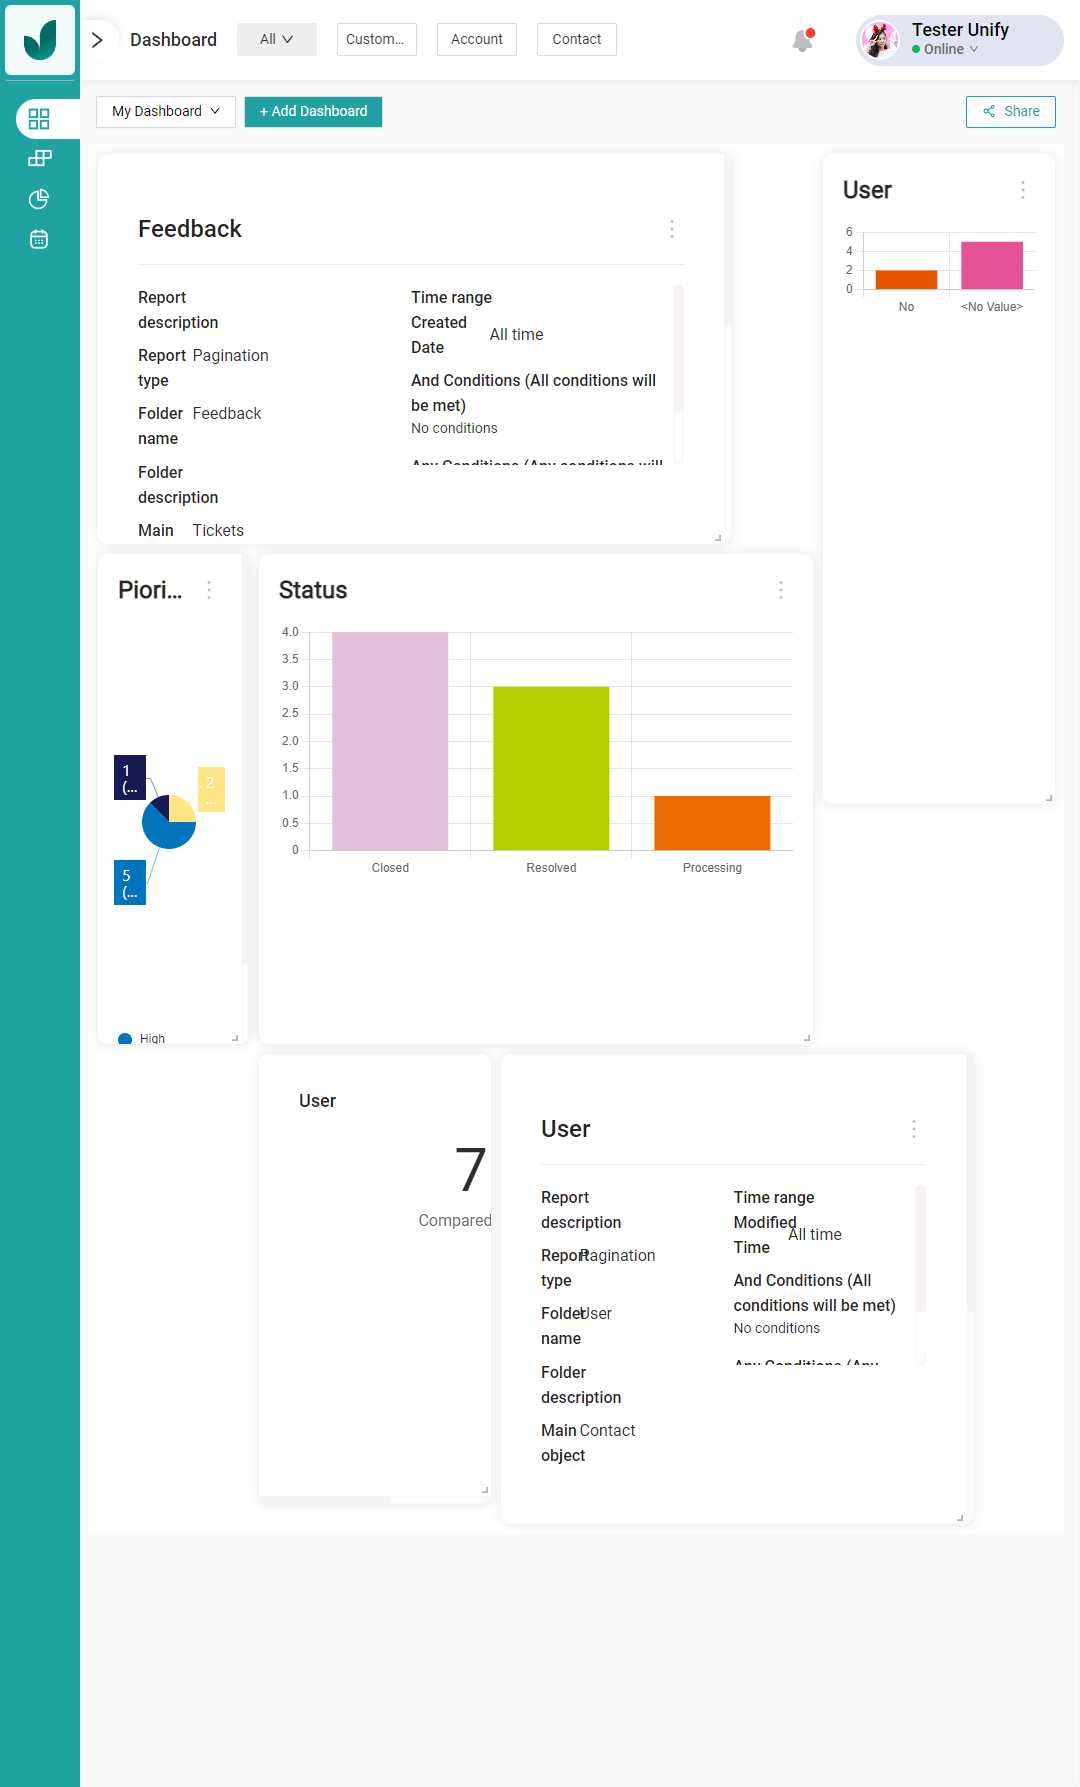 Dashboard
All
Custom...
Account
Contact
Tester Unify
Online
My Dashboard
+ Add Dashboard
Share
Feedback
Report description
Report type
Pagination
Folder name
Feedback
Folder description
Main
Tickets
Time range
Created Date
All time
And Conditions (All conditions will be met)
No conditions
Any Conditions (Any conditions will
User
6
4
2
0
No
<No Value>
Piori...
1 (...
2 ...
5 (...
High
Status
4.0
3.5
3.0
2.5
2.0
1.5
1.0
0.5
0
Closed
Resolved
Processing
User
7
Compared
User
Report description
Report type
Pagination
Folder name
User
Folder description
Main object
Contact
Time range
Modified Time
All time
And Conditions (All conditions will be met)
No conditions
Any Conditions (Any